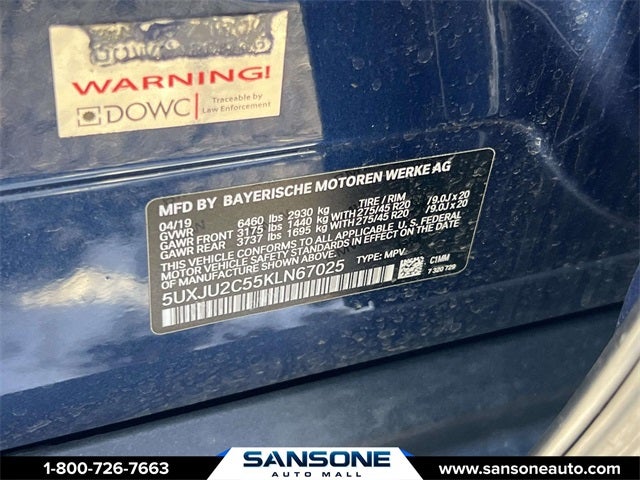 WARNING!
DOWC
Traceable by
Law Enforcement
MFD BY BAYERISCHE MOTOREN WERKE AG
04/19 TIRE / RIM
GVWR 6460 lbs 2930 kg
GAWR FRONT 3175 lbs 1440 kg WITH 275/45 R20 /9.0J x 20
GAWR REAR 3737 lbs 1695 kg WITH 275/45 R20 /9.0J x 20
THIS VEHICLE CONFORMS TO ALL APPLICABLE U.S. FEDERAL
MOTOR VEHICLE SAFETY STANDARDS IN EFFECT ON THE DATE
OF MANUFACTURE SHOWN ABOVE.
5UXJU2C55KLN67025 TYPE: MPV
C1MM
7 320 729
SANSONE
AUTO MALL
1-800-726-7663
www.sansoneauto.com